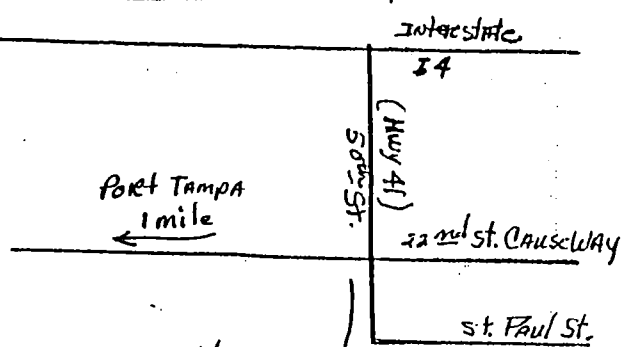 Interstate
I4
(Hwy 41)
50th St.
Port Tampa
1 mile
22nd St. Causeway
St. Paul St.